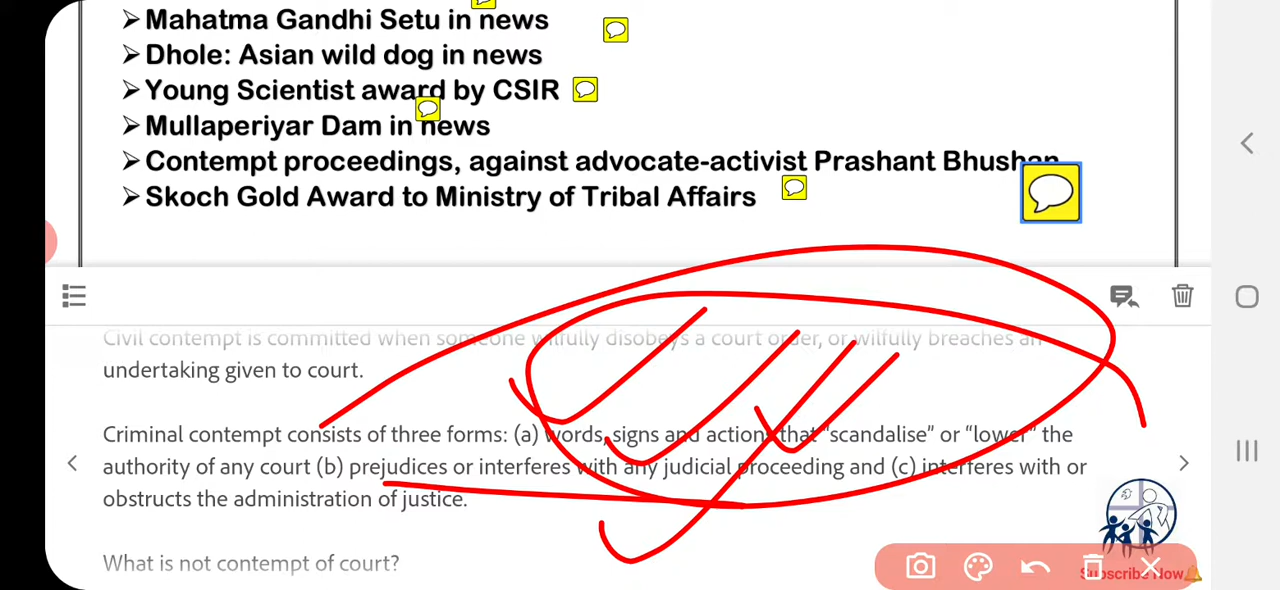 ➢Mahatma Gandhi Setu in news
➢Dhole: Asian wild dog in news
➢Young Scientist award by CSIR
➢Mullaperiyar Dam in news
➢Contempt proceedings, against advocate-activist Prashant Bhushan
➢Skoch Gold Award to Ministry of Tribal Affairs
Civil contempt is committed when someone wilfully disobeys a court order, or wilfully breaches an
undertaking given to court.
Criminal contempt consists of three forms: (a) words, signs and actions that “scandalise” or “lower” the
authority of any court (b) prejudices or interferes with any judicial proceeding and (c) interferes with or
obstructs the administration of justice.
What is not contempt of court?
Subscribe Now